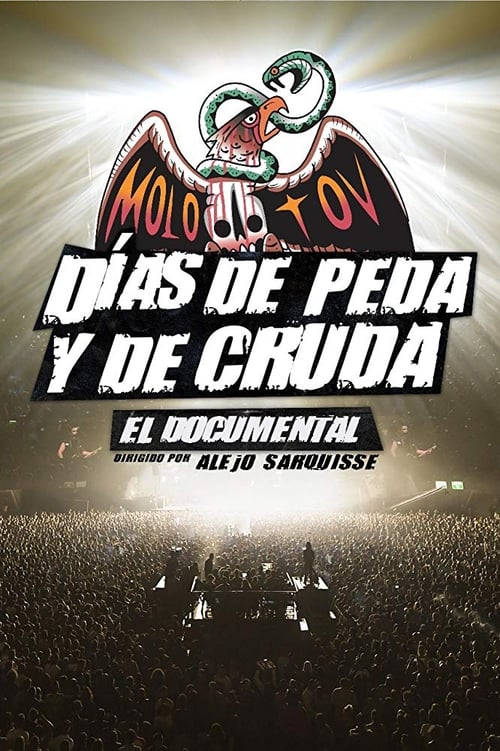 MOLOTOV
DÍAS DE PEDA
Y DE CRUDA
EL DOCUMENTAL
DIRIGIDO POR ALEJO SARQUISSE